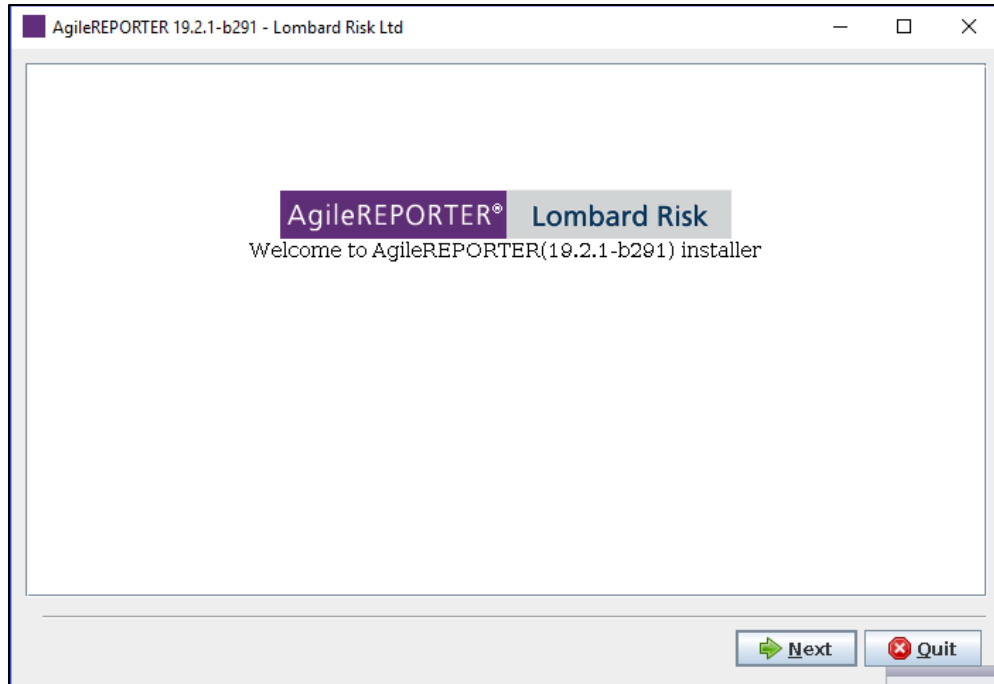 AgileREPORTER 19.2.1-b291 - Lombard Risk Ltd
AgileREPORTER® Lombard Risk
Welcome to AgileREPORTER(19.2.1-b291) installer
Next Quit